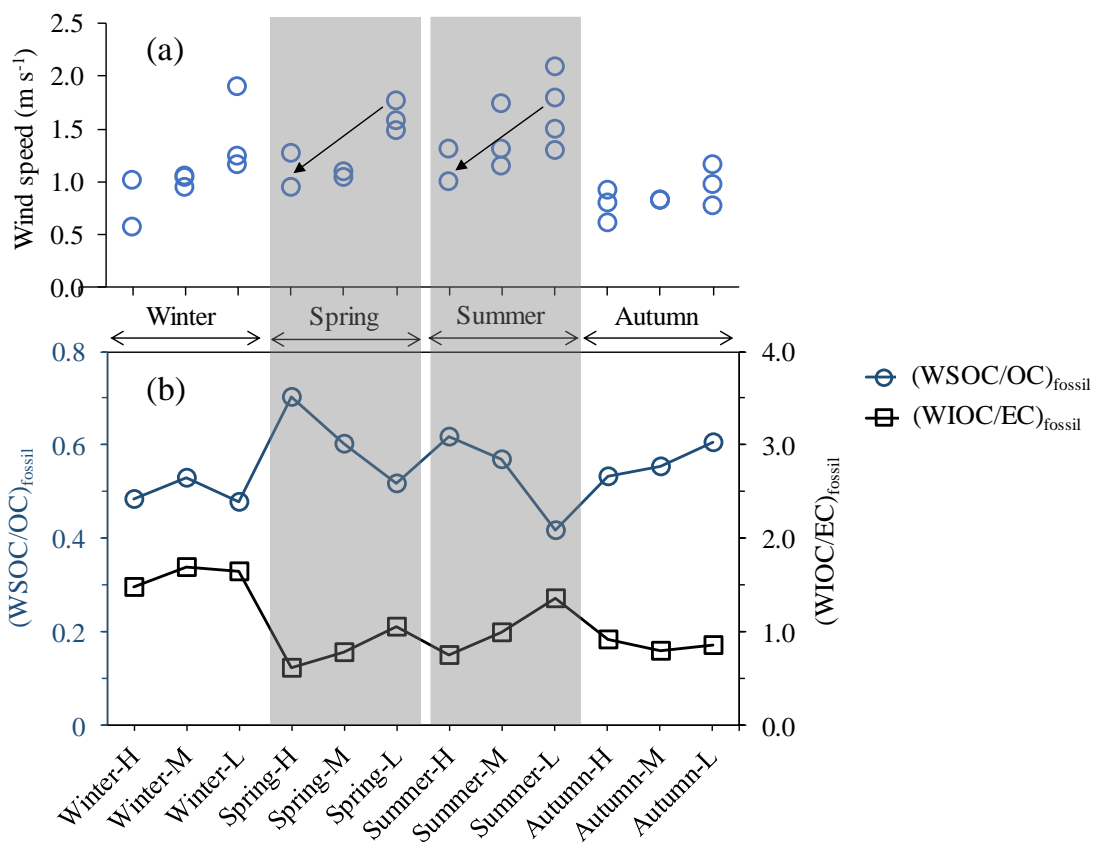 (a)
Wind speed (m s-1)
2.5
2.0
1.5
1.0
0.5
0.0
Winter
Spring
Summer
Autumn
(b)
(WSOC/OC)fossil
0.8
0.6
0.4
0.2
0
4.0
3.0
2.0
1.0
0.0
(WIOC/EC)fossil
(WSOC/OC)fossil
(WIOC/EC)fossil
Winter-H
Winter-M
Winter-L
Spring-H
Spring-M
Spring-L
Summer-H
Summer-M
Summer-L
Autumn-H
Autumn-M
Autumn-L